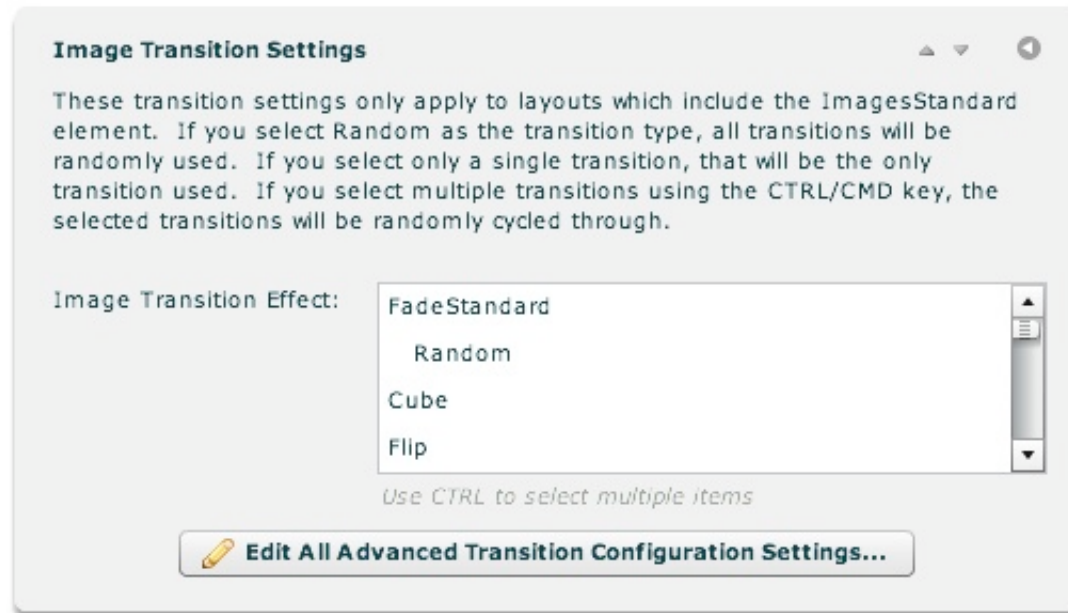 Image Transition Settings
These transition settings only apply to layouts which include the ImagesStandard
element.  If you select Random as the transition type, all transitions will be
randomly used.  If you select only a single transition, that will be the only
transition used.  If you select multiple transitions using the CTRL/CMD key, the
selected transitions will be randomly cycled through.
Image Transition Effect:
FadeStandard
Random
Cube
Flip
Use CTRL to select multiple items
Edit All Advanced Transition Configuration Settings...